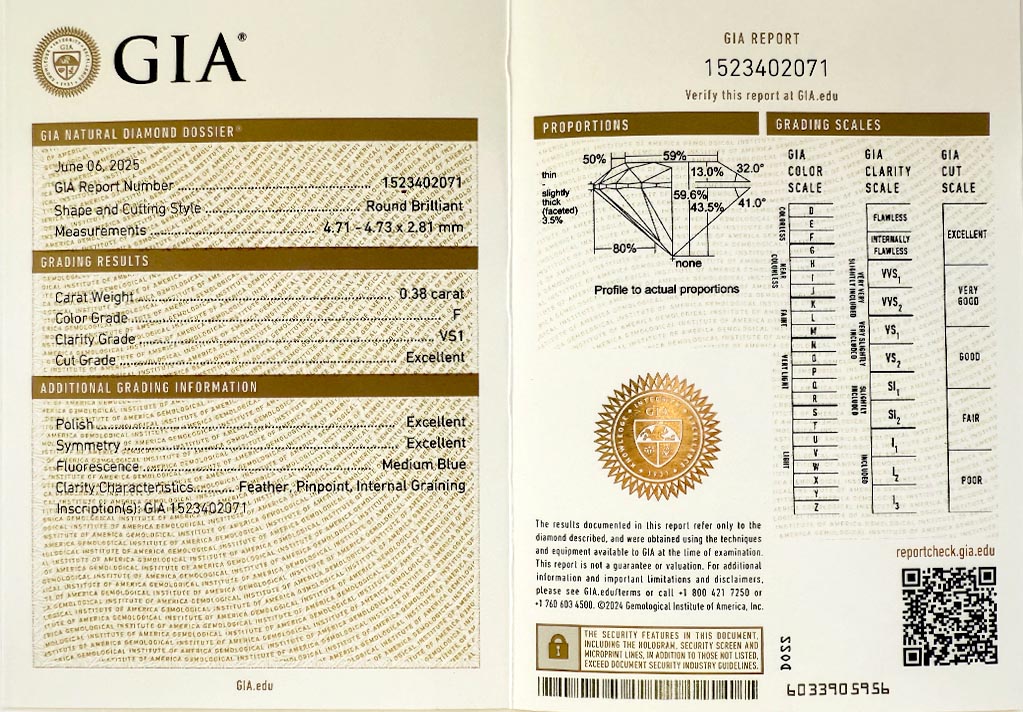 GIA®
GIA NATURAL DIAMOND DOSSIER®
June 06, 2025
GIA Report Number 1523402071
Shape and Cutting Style Round Brilliant
Measurements 4.71 - 4.73 x 2.81 mm
GRADING RESULTS
Carat Weight 0.38 carat
Color Grade F
Clarity Grade VS1
Cut Grade Excellent
ADDITIONAL GRADING INFORMATION
Polish Excellent
Symmetry Excellent
Fluorescence Medium Blue
Clarity Characteristics Feather, Pinpoint, Internal Graining
Inscription(s): GIA 1523402071
GIA.edu
GIA REPORT
1523402071
Verify this report at GIA.edu
PROPORTIONS
50%
59%
13.0%
32.0°
59.6%
43.5%
41.0°
thin
-
slightly
thick
(faceted)
3.5%
80%
none
Profile to actual proportions
GIA
The results documented in this report refer only to the
diamond described, and were obtained using the techniques
and equipment available to GIA at the time of examination.
This report is not a guarantee or valuation. For additional
information and important limitations and disclaimers,
please see GIA.edu/terms or call +1 800 421 7250 or
+1 760 603 4500. ©2024 Gemological Institute of America, Inc.
THE SECURITY FEATURES IN THIS DOCUMENT,
INCLUDING THE HOLOGRAM, SECURITY SCREEN AND
MICROPRINT LINES, IN ADDITION TO THOSE NOT LISTED,
EXCEED DOCUMENT SECURITY INDUSTRY GUIDELINES.
GRADING SCALES
GIA
COLOR
SCALE
COLORLESS
D
E
F
NEAR
COLORLESS
G
H
I
J
FAINT
K
L
M
VERY LIGHT
N
O
P
Q
R
LIGHT
S
T
U
V
W
X
Y
Z
GIA
CLARITY
SCALE
FLAWLESS
INTERNALLY
FLAWLESS
VERY VERY
SLIGHTLY INCLUDED
VVS1
VVS2
VERY SLIGHTLY
INCLUDED
VS1
VS2
SLIGHTLY
INCLUDED
SI1
SI2
INCLUDED
I1
I2
I3
GIA
CUT
SCALE
EXCELLENT
VERY
GOOD
GOOD
FAIR
POOR
reportcheck.gia.edu
DO22
6033905956